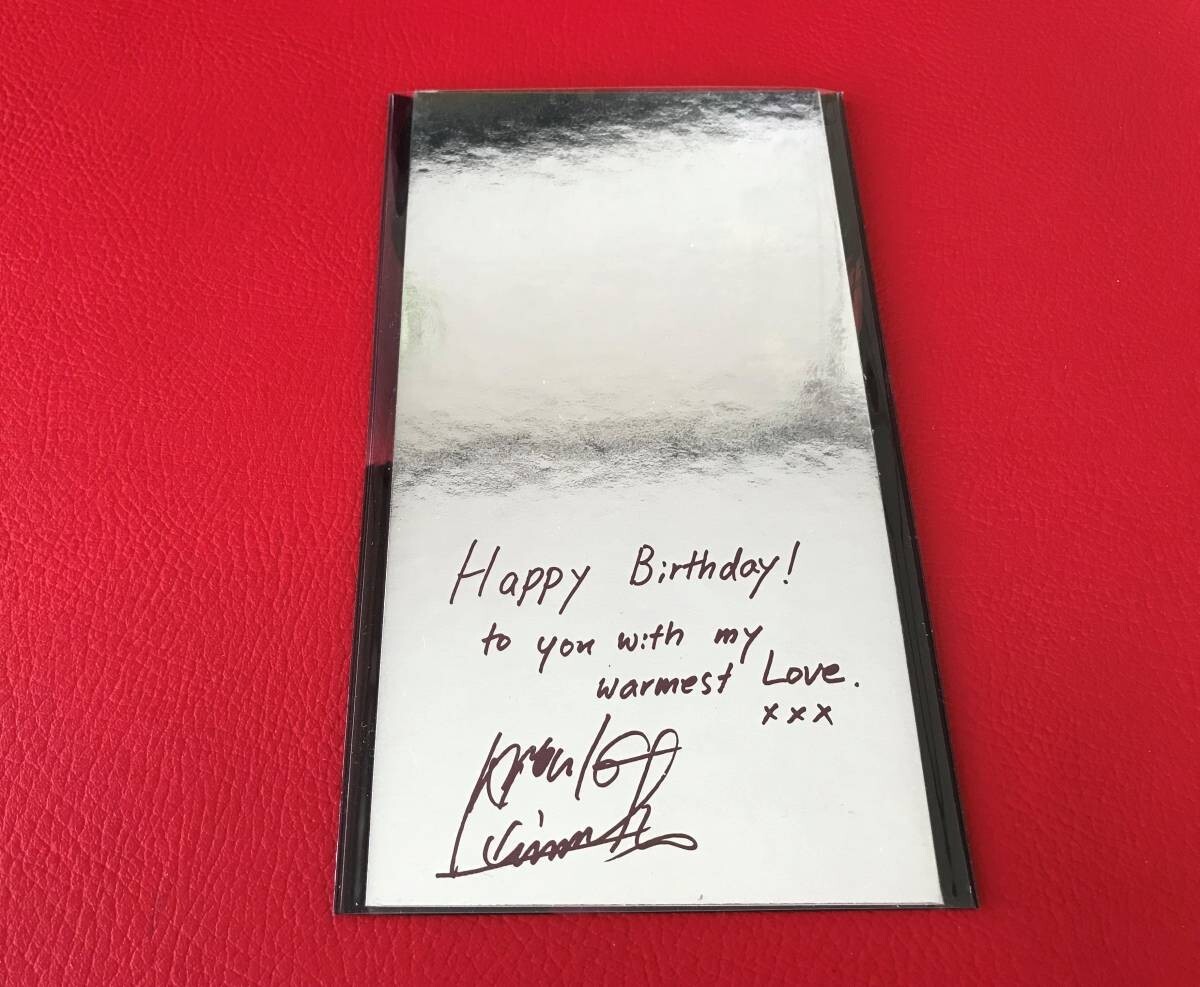 Happy Birthday!
to you with my
warmest Love.
xxx